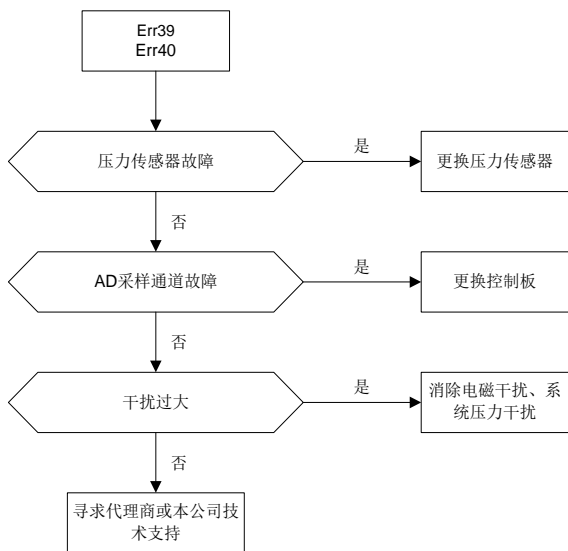 Err39
Err40
压力传感器故障
是
更换压力传感器
否
AD采样通道故障
是
更换控制板
否
干扰过大
是
消除电磁干扰、系
统压力干扰
否
寻求代理商或本公司技
术支持